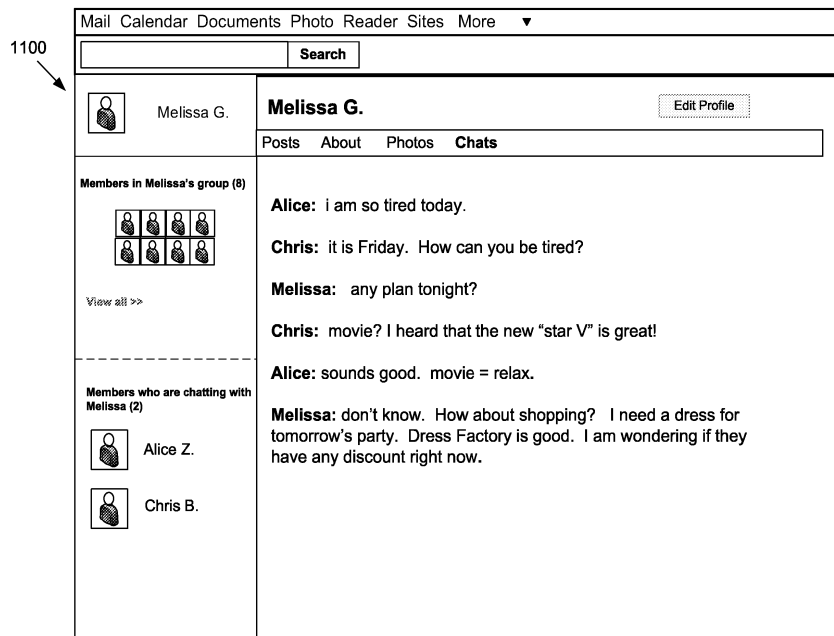 Mail Calendar Documents Photo Reader Sites More ▼
1100
Search
Melissa G.
Melissa G.
Edit Profile
Posts About Photos Chats
Members in Melissa's group (8)
View all >>
Members who are chatting with
Melissa (2)
Alice Z.
Chris B.
Alice: i am so tired today.
Chris: it is Friday. How can you be tired?
Melissa: any plan tonight?
Chris: movie? I heard that the new “star V” is great!
Alice: sounds good. movie = relax.
Melissa: don't know. How about shopping? I need a dress for
tomorrow's party. Dress Factory is good. I am wondering if they
have any discount right now.